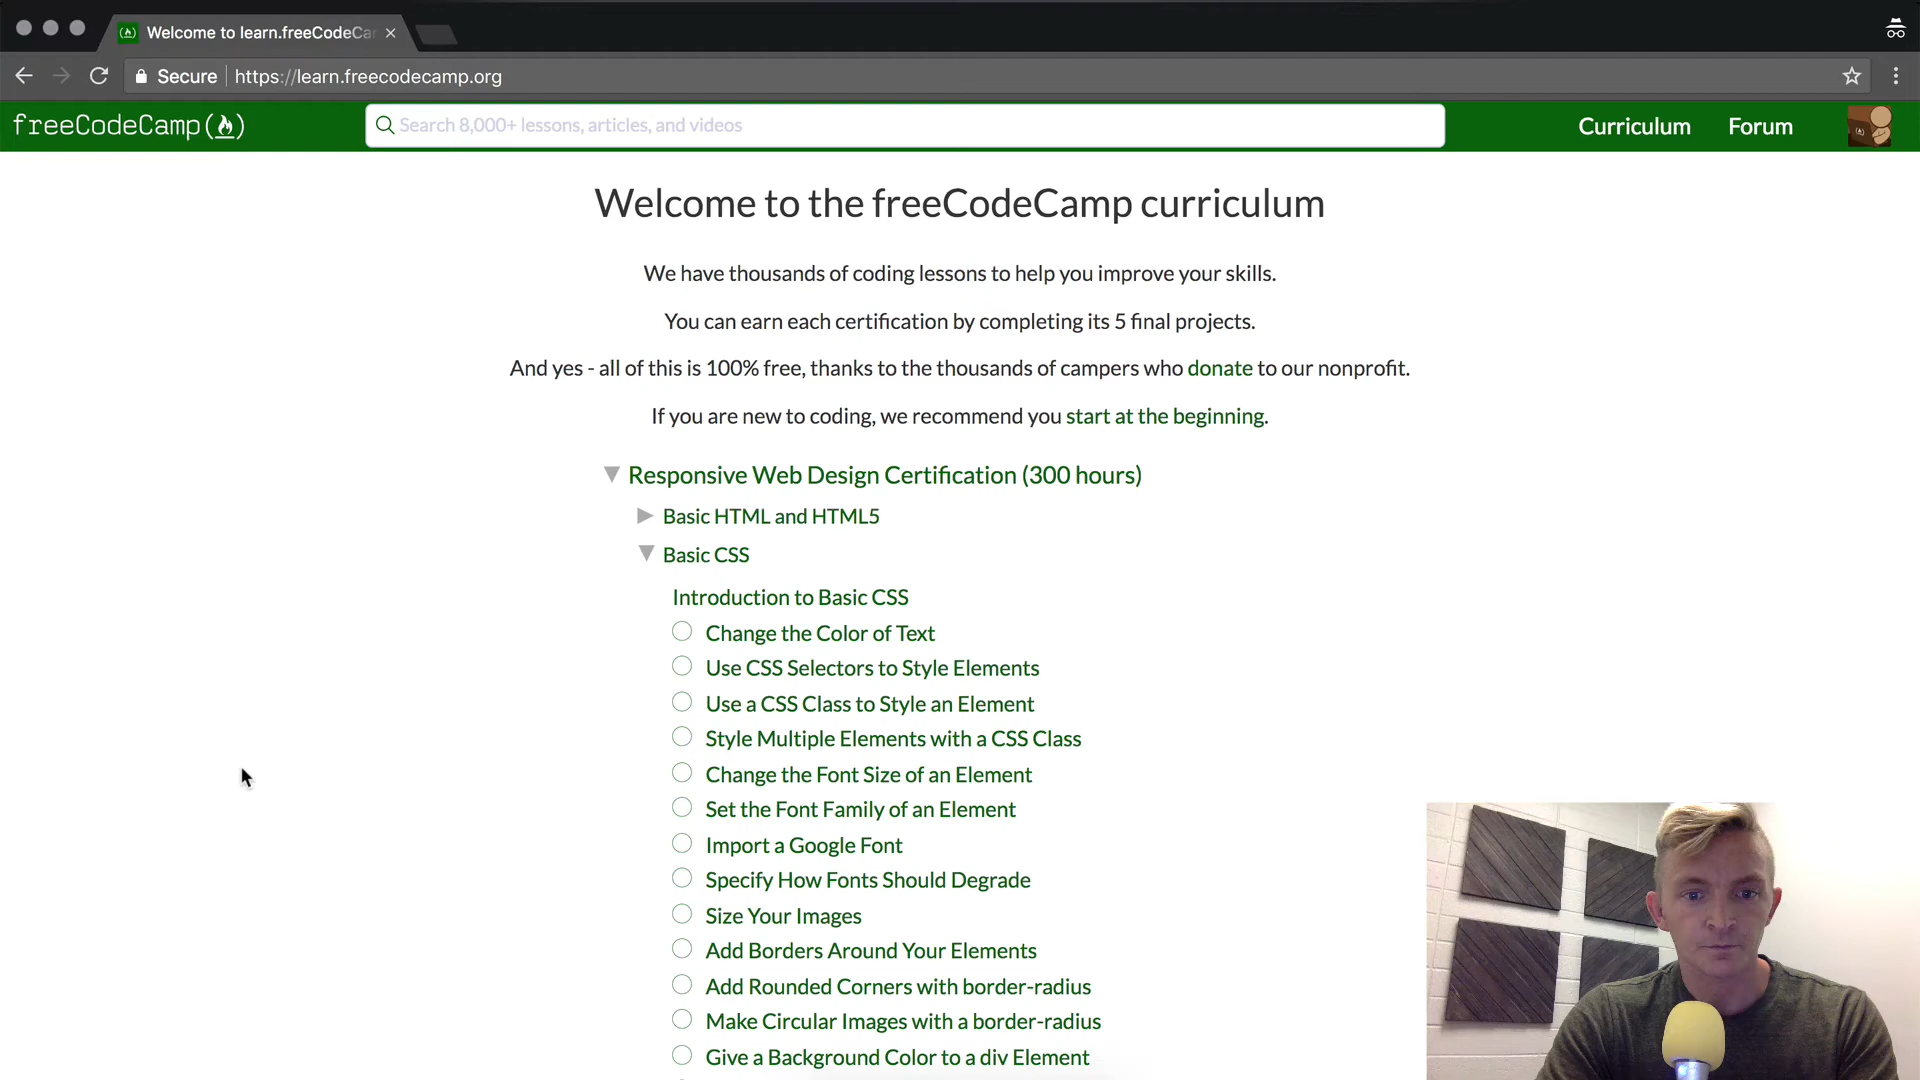 Welcome to learn.freeCodeCa
Secure
https://learn.freecodecamp.org
freeCodeCamp
Search 8,000+ lessons, articles, and videos
Curriculum
Forum
Welcome to the freeCodeCamp curriculum
We have thousands of coding lessons to help you improve your skills.
You can earn each certification by completing its 5 final projects.
And yes - all of this is 100% free, thanks to the thousands of campers who donate to our nonprofit.
If you are new to coding, we recommend you start at the beginning.
Responsive Web Design Certification (300 hours)
Basic HTML and HTML5
Basic CSS
Introduction to Basic CSS
Change the Color of Text
Use CSS Selectors to Style Elements
Use a CSS Class to Style an Element
Style Multiple Elements with a CSS Class
Change the Font Size of an Element
Set the Font Family of an Element
Import a Google Font
Specify How Fonts Should Degrade
Size Your Images
Add Borders Around Your Elements
Add Rounded Corners with border-radius
Make Circular Images with a border-radius
Give a Background Color to a div Element